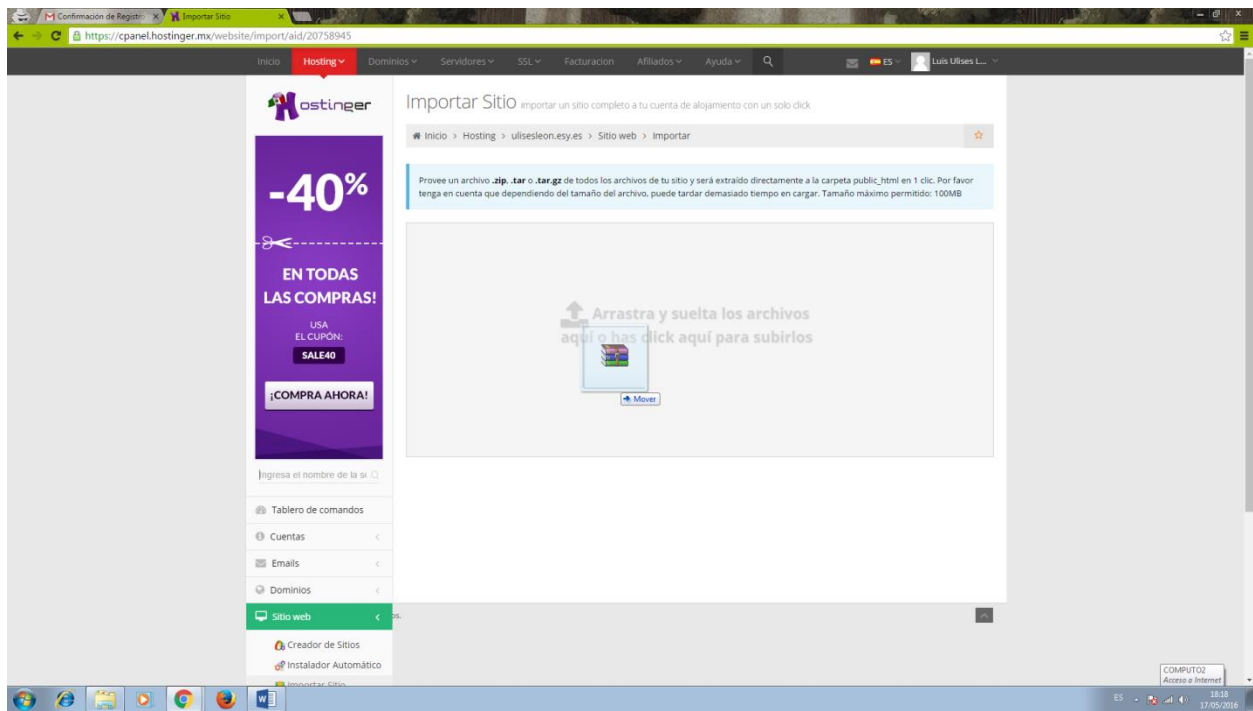 Confirmación de Registro
Importar Sitio
https://cpanel.hostinger.mx/website/import/aid/20758945
Inicio Hosting Dominios Servidores SSL Facturacion Afiliados Ayuda ES Luis Ulises L...
Hostinger
-40%
EN TODAS
LAS COMPRAS!
USA
EL CUPÓN:
SALE40
¡COMPRA AHORA!
Ingresa el nombre de la se
Tablero de comandos
Cuentas
Emails
Dominios
Sitio web
Creador de Sitios
Instalador Automático
Importar Sitio
Importar Sitio importar un sitio completo a tu cuenta de alojamiento con un solo click
Inicio > Hosting > ulisesleon.esy.es > Sitio web > Importar
Provee un archivo .zip, .tar o .tar.gz de todos los archivos de tu sitio y será extraído directamente a la carpeta public_html en 1 clic. Por favor
tenga en cuenta que dependiendo del tamaño del archivo, puede tardar demasiado tiempo en cargar. Tamaño máximo permitido: 100MB
Arrastra y suelta los archivos
aquí o has click aquí para subirlos
Mover
os.
COMPUTO2
Acceso a Internet
ES
18:18
17/05/2016